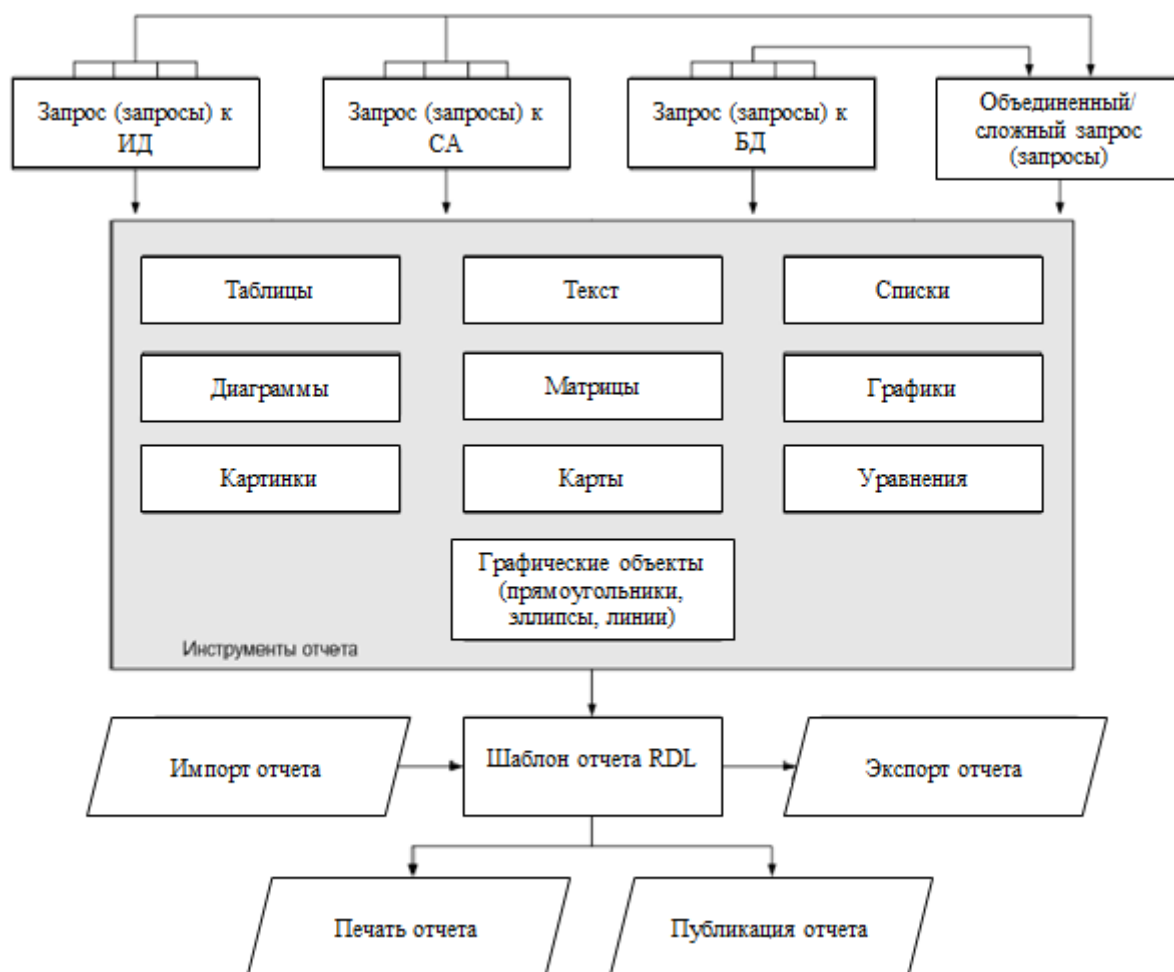 Запрос (запросы) к
ИД
Запрос (запросы) к
СА
Запрос (запросы) к
БД
Объединенный/
сложный запрос
(запросы)
Таблицы
Текст
Списки
Диаграммы
Матрицы
Графики
Картинки
Карты
Уравнения
Графические объекты
(прямоугольники,
эллипсы, линии)
Инструменты отчета
Импорт отчета
Шаблон отчета RDL
Экспорт отчета
Печать отчета
Публикация отчета